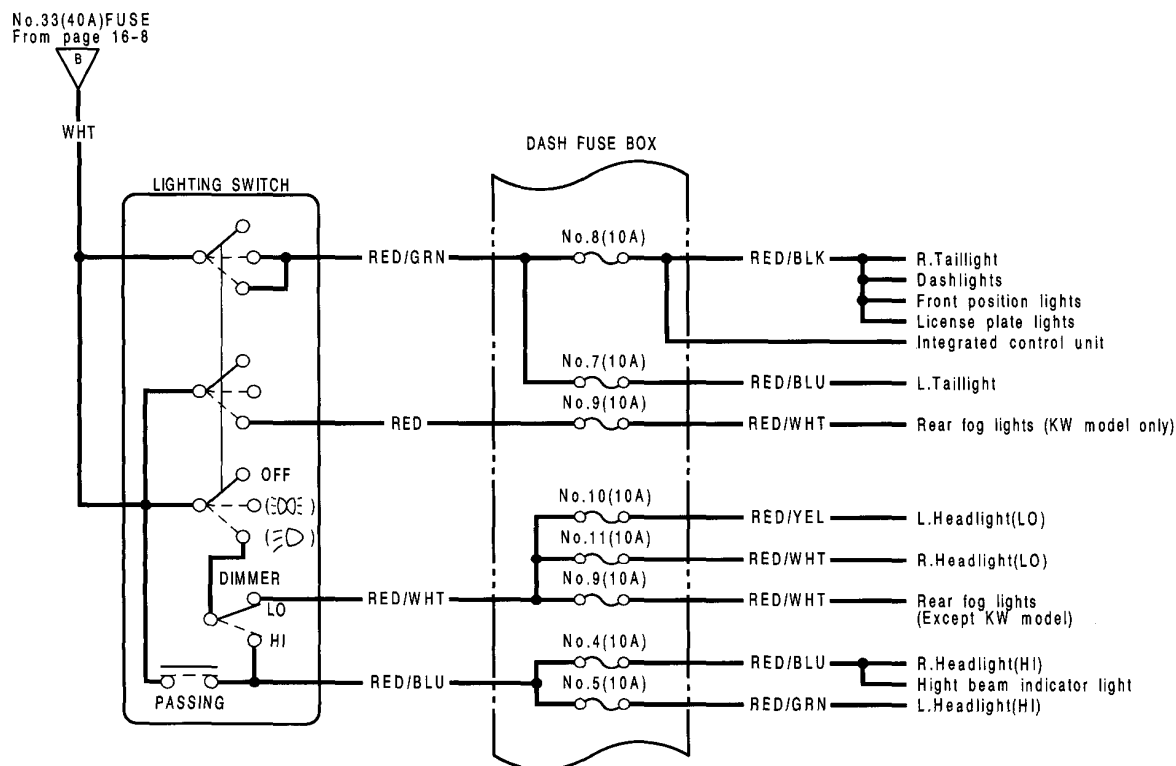 No.33(40A)FUSE
From page 16-8
B
WHT
DASH FUSE BOX
LIGHTING SWITCH
No.8(10A)
RED/GRN
RED/BLK
R.Taillight
Dashlights
Front position lights
License plate lights
Integrated control unit
No.7(10A)
RED/BLU
L.Taillight
No.9(10A)
RED
RED/WHT
Rear fog lights (KW model only)
OFF
No.10(10A)
RED/YEL
L.Headlight(LO)
No.11(10A)
RED/WHT
R.Headlight(LO)
DIMMER
No.9(10A)
LO
RED/WHT
RED/WHT
Rear fog lights
(Except KW model)
HI
No.4(10A)
RED/BLU
R.Headlight(HI)
Hight beam indicator light
PASSING
RED/BLU
No.5(10A)
RED/GRN
L.Headlight(HI)